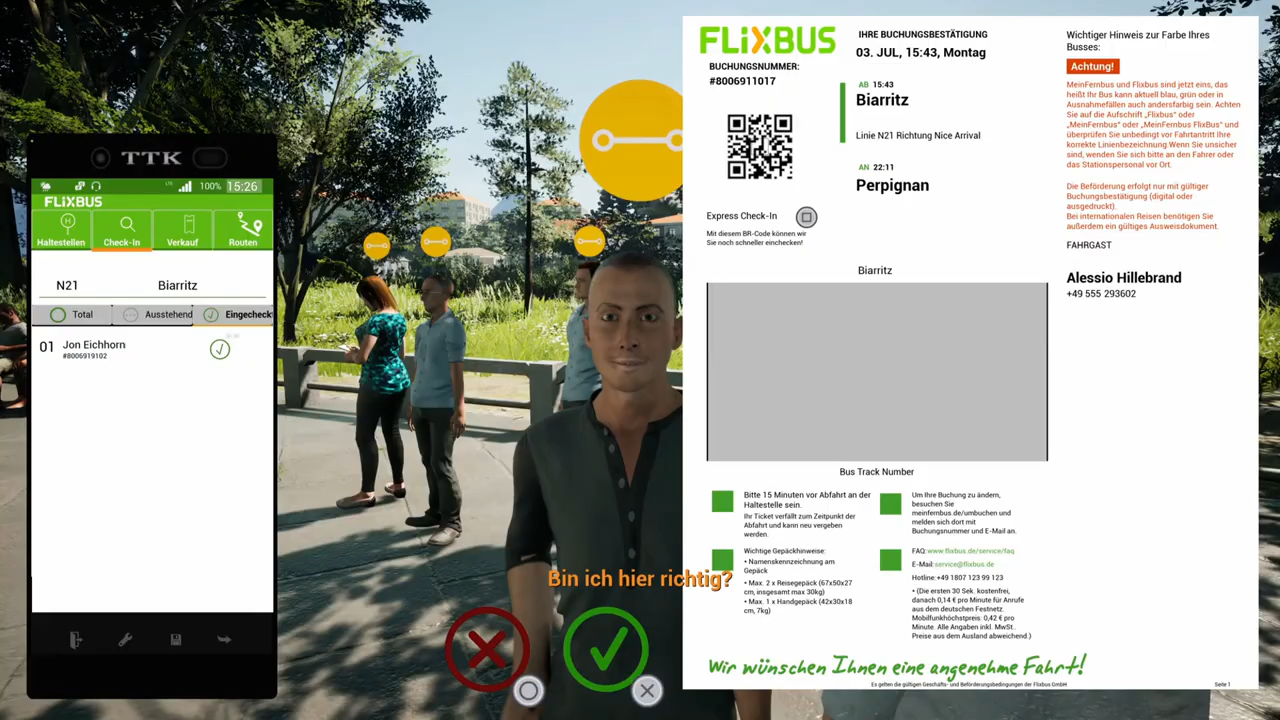 TTK
100% 15:26
FLiXBUS
Haltestellen
Check-In
Verkauf
Routen
N21
Biarritz
Total
Ausstehend
Eingecheckt
01
Jon Eichhorn
#8006919102
Bin ich hier richtig?
FLiXBUS
BUCHUNGSNUMMER:
#8006911017
IHRE BUCHUNGSBESTÄTIGUNG
03. JUL, 15:43, Montag
AB 15:43
Biarritz
Linie N21 Richtung Nice Arrival
AN 22:11
Perpignan
Express Check-In
Mit diesem BR-Code können wir
Sie noch schneller einchecken!
Biarritz
Bus Track Number
Bitte 15 Minuten vor Abfahrt an der
Haltestelle sein.
Ihr Ticket verfällt zum Zeitpunkt der
Abfahrt und kann neu vergeben
werden.
Wichtige Gepäckhinweise:
• Namenskennzeichnung am
Gepäck
• Max. 2 x Reisegepäck (67x50x27
cm, insgesamt max 30kg)
• Max. 1 x Handgepäck (42x30x18
cm, 7kg)
Um Ihre Buchung zu ändern,
besuchen Sie
meinfernbus.de/umbuchen und
melden sich dort mit
Buchungsnummer und E-Mail an.
FAQ:www.flixbus.de/service/faq
E-Mail:service@flixbus.de
Hotline:+49 1807 123 99 123
• (Die ersten 30 Sek. kostenfrei,
danach 0,14 € pro Minute für Anrufe
aus dem deutschen Festnetz.
Mobilfunkhöchstpreis: 0,42 € pro
Minute. Alle Angaben inkl. MwSt..
Preise aus dem Ausland abweichend.)
Wichtiger Hinweis zur Farbe Ihres
Busses:
Achtung!
MeinFernbus und Flixbus sind jetzt eins, das
heißt Ihr Bus kann aktuell blau, grün oder in
Ausnahmefällen auch andersfarbig sein. Achten
Sie auf die Aufschrift „Flixbus“ oder
„MeinFernbus“ oder „MeinFernbus FlixBus“ und
überprüfen Sie unbedingt vor Fahrtantritt Ihre
korrekte Linienbezeichnung.Wenn Sie unsicher
sind, wenden Sie sich bitte an den Fahrer oder
das Stationspersonal vor Ort.
Die Beförderung erfolgt nur mit gültiger
Buchungsbestätigung (digital oder
ausgedruckt).
Bei internationalen Reisen benötigen Sie
außerdem ein gültiges Ausweisdokument.
FAHRGAST
Alessio Hillebrand
+49 555 293602
Wir wünschen Ihnen eine angenehme Fahrt!
Es gelten die gültigen Geschäfts- und Beförderungsbedingungen der Flixbus GmbH
Seite 1